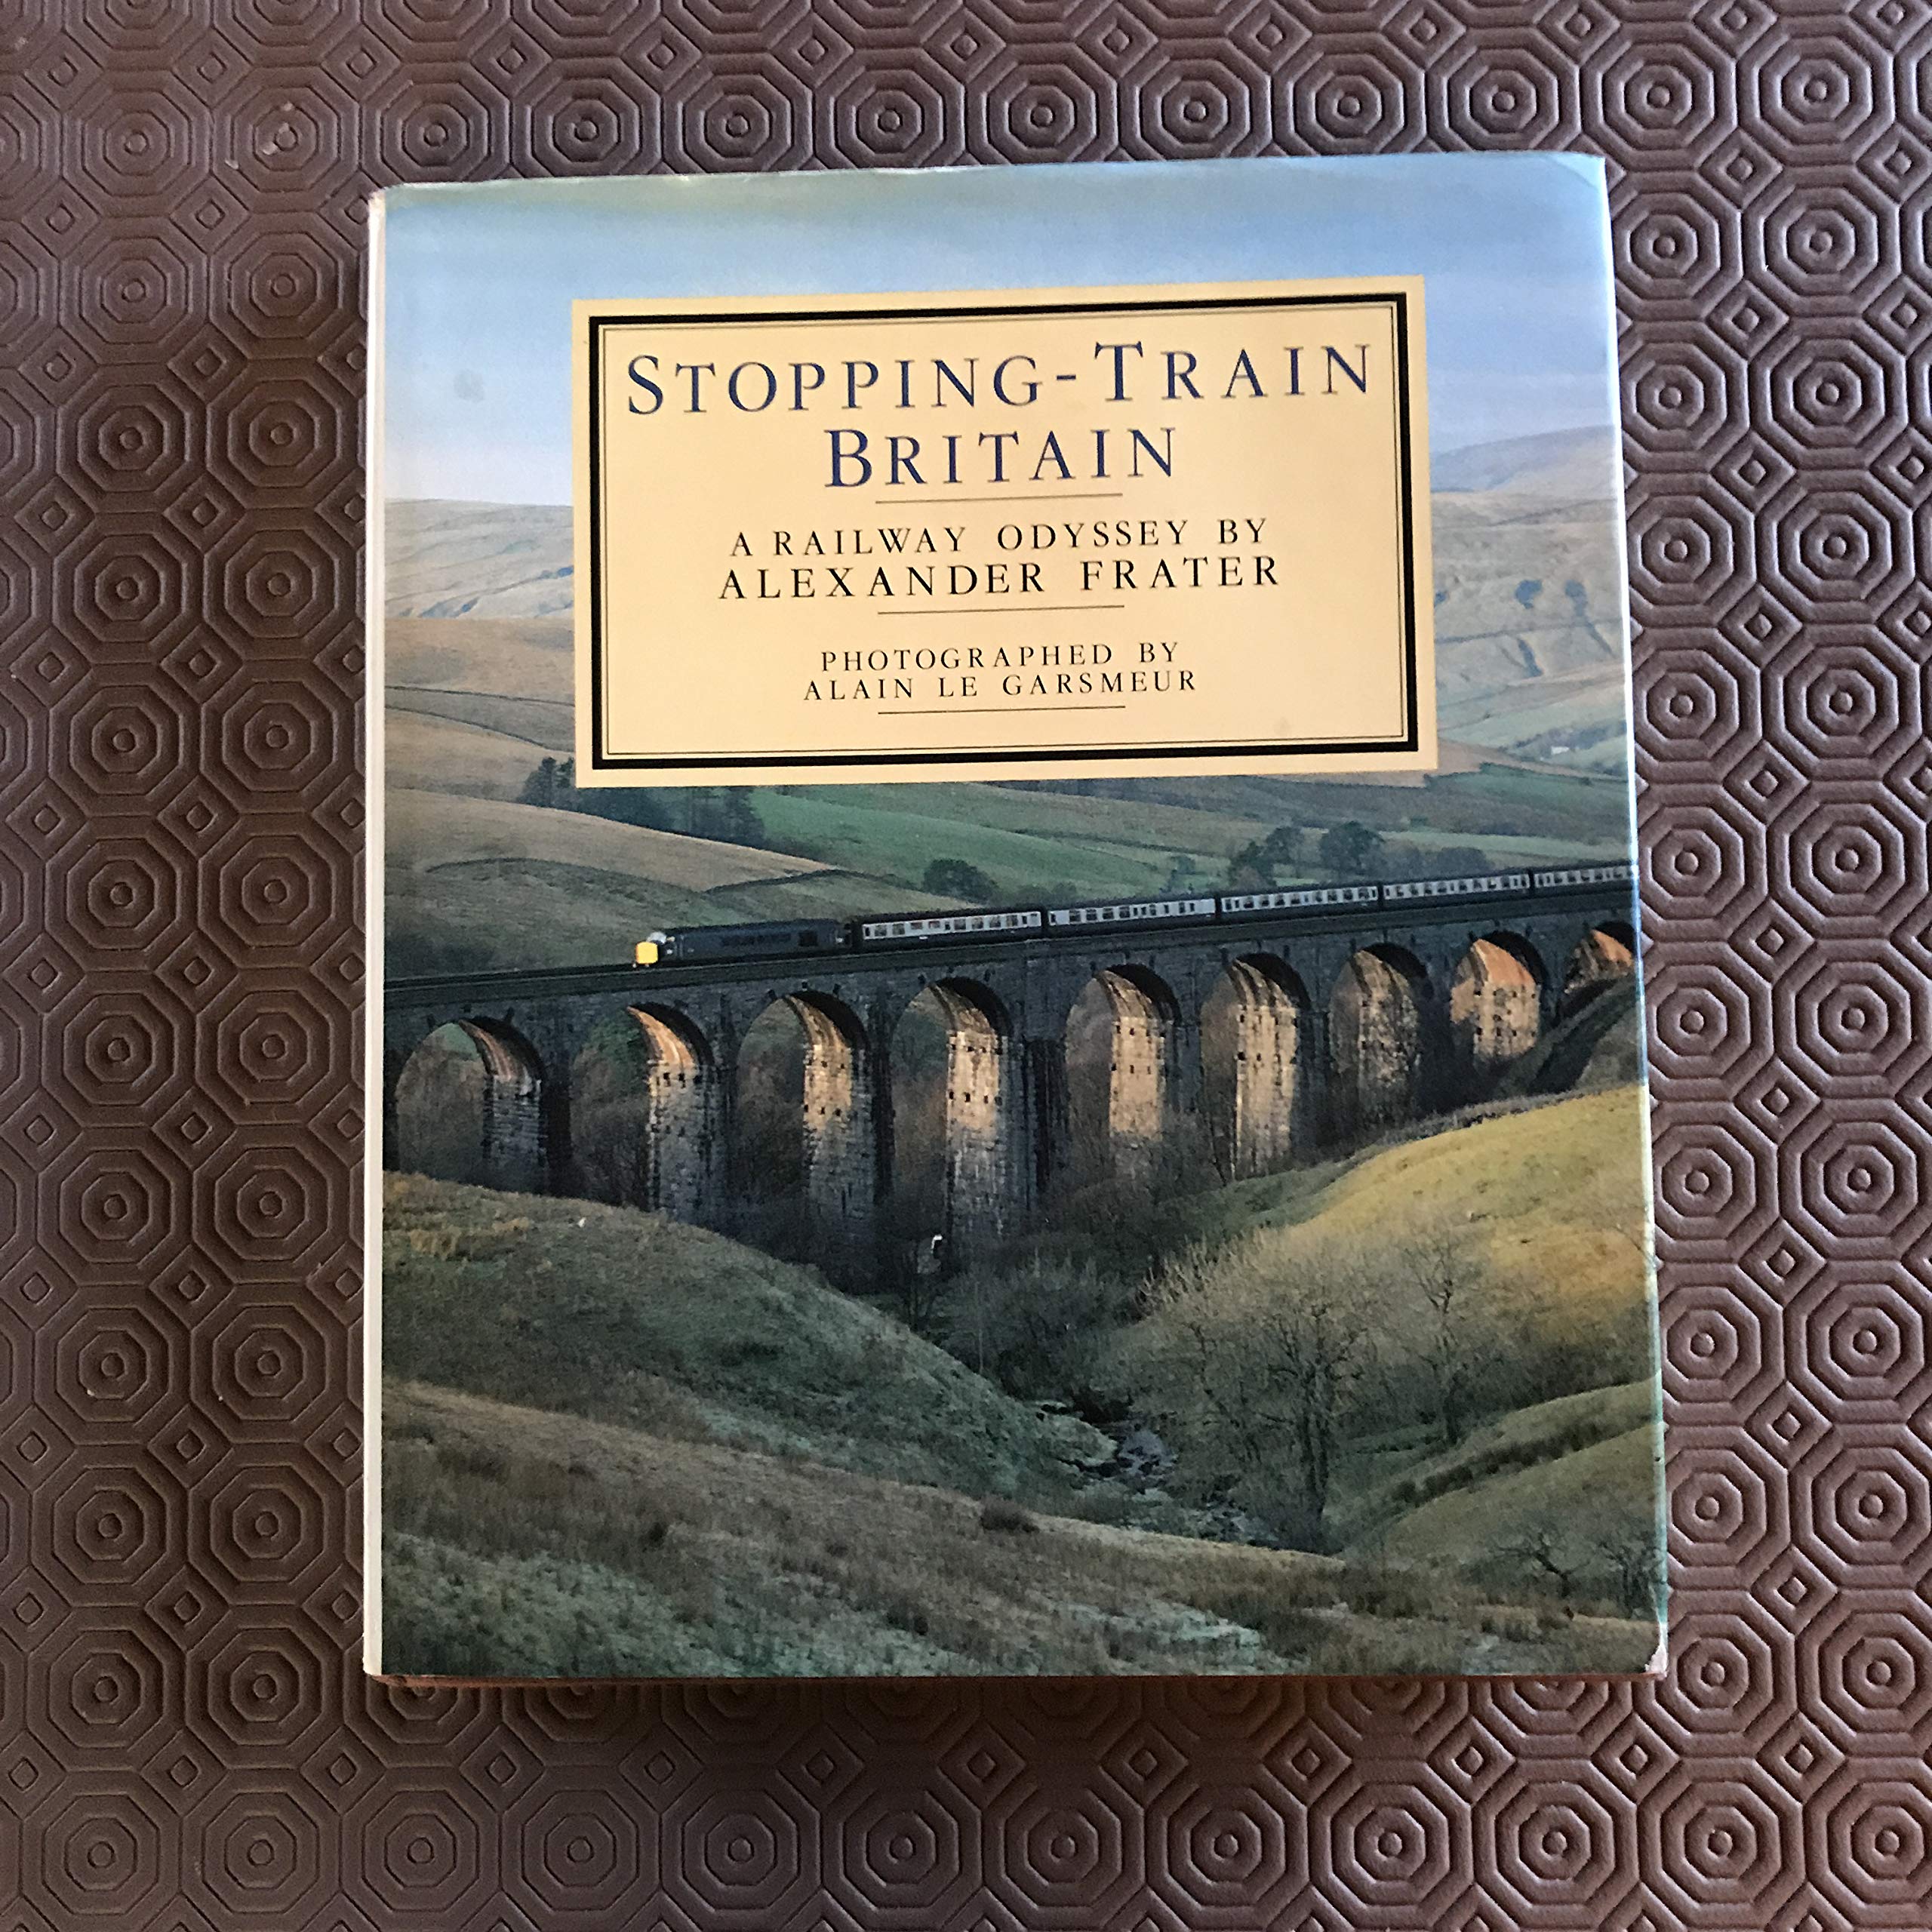 STOPPING-TRAIN
BRITAIN
A RAILWAY ODYSSEY BY
ALEXANDER FRATER
PHOTOGRAPHED BY
ALAIN LE GARSMEUR